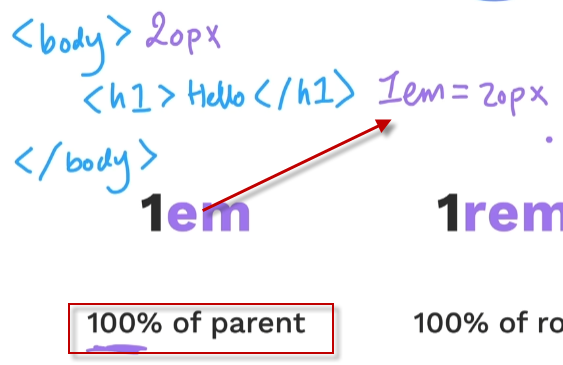 <body> 20px
<h1> Hello </h1> 1em = 20px
</body>
1em
1rem
100% of parent
100% of ro